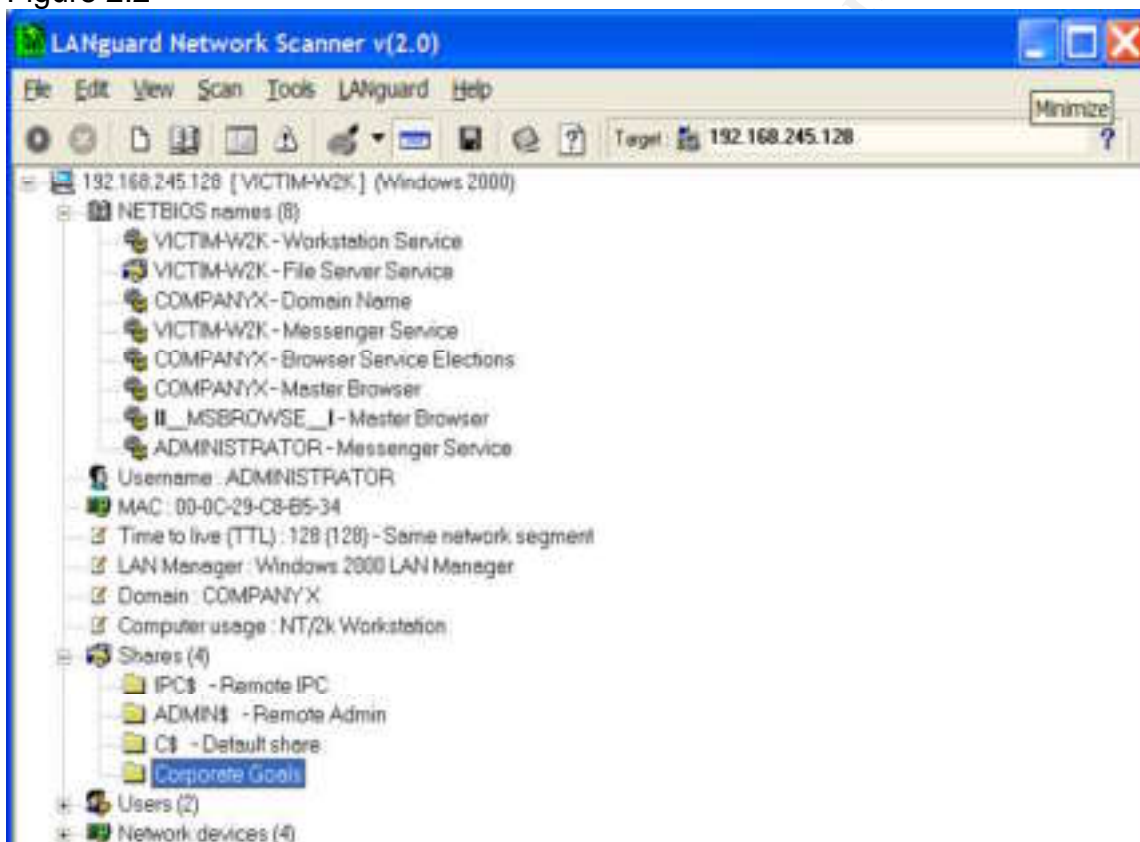 Figure 2.2
LANguard Network Scanner v(2.0)
File Edit View Scan Tools LANguard Help
Minimize
Target: 192.168.245.128
?
192.168.245.128 [ VICTIM-W2K ] (Windows 2000)
NETBIOS names (8)
VICTIM-W2K - Workstation Service
VICTIM-W2K - File Server Service
COMPANYX - Domain Name
VICTIM-W2K - Messenger Service
COMPANYX - Browser Service Elections
COMPANYX - Master Browser
__MSBROWSE__ - Master Browser
ADMINISTRATOR - Messenger Service
Username : ADMINISTRATOR
MAC : 00-0C-29-C8-B5-34
Time to live (TTL) : 128 (128) - Same network segment
LAN Manager : Windows 2000 LAN Manager
Domain : COMPANYX
Computer usage : NT/2k Workstation
Shares (4)
IPC$ - Remote IPC
ADMIN$ - Remote Admin
C$ - Default share
Corporate Goals
Users (2)
Network devices (4)